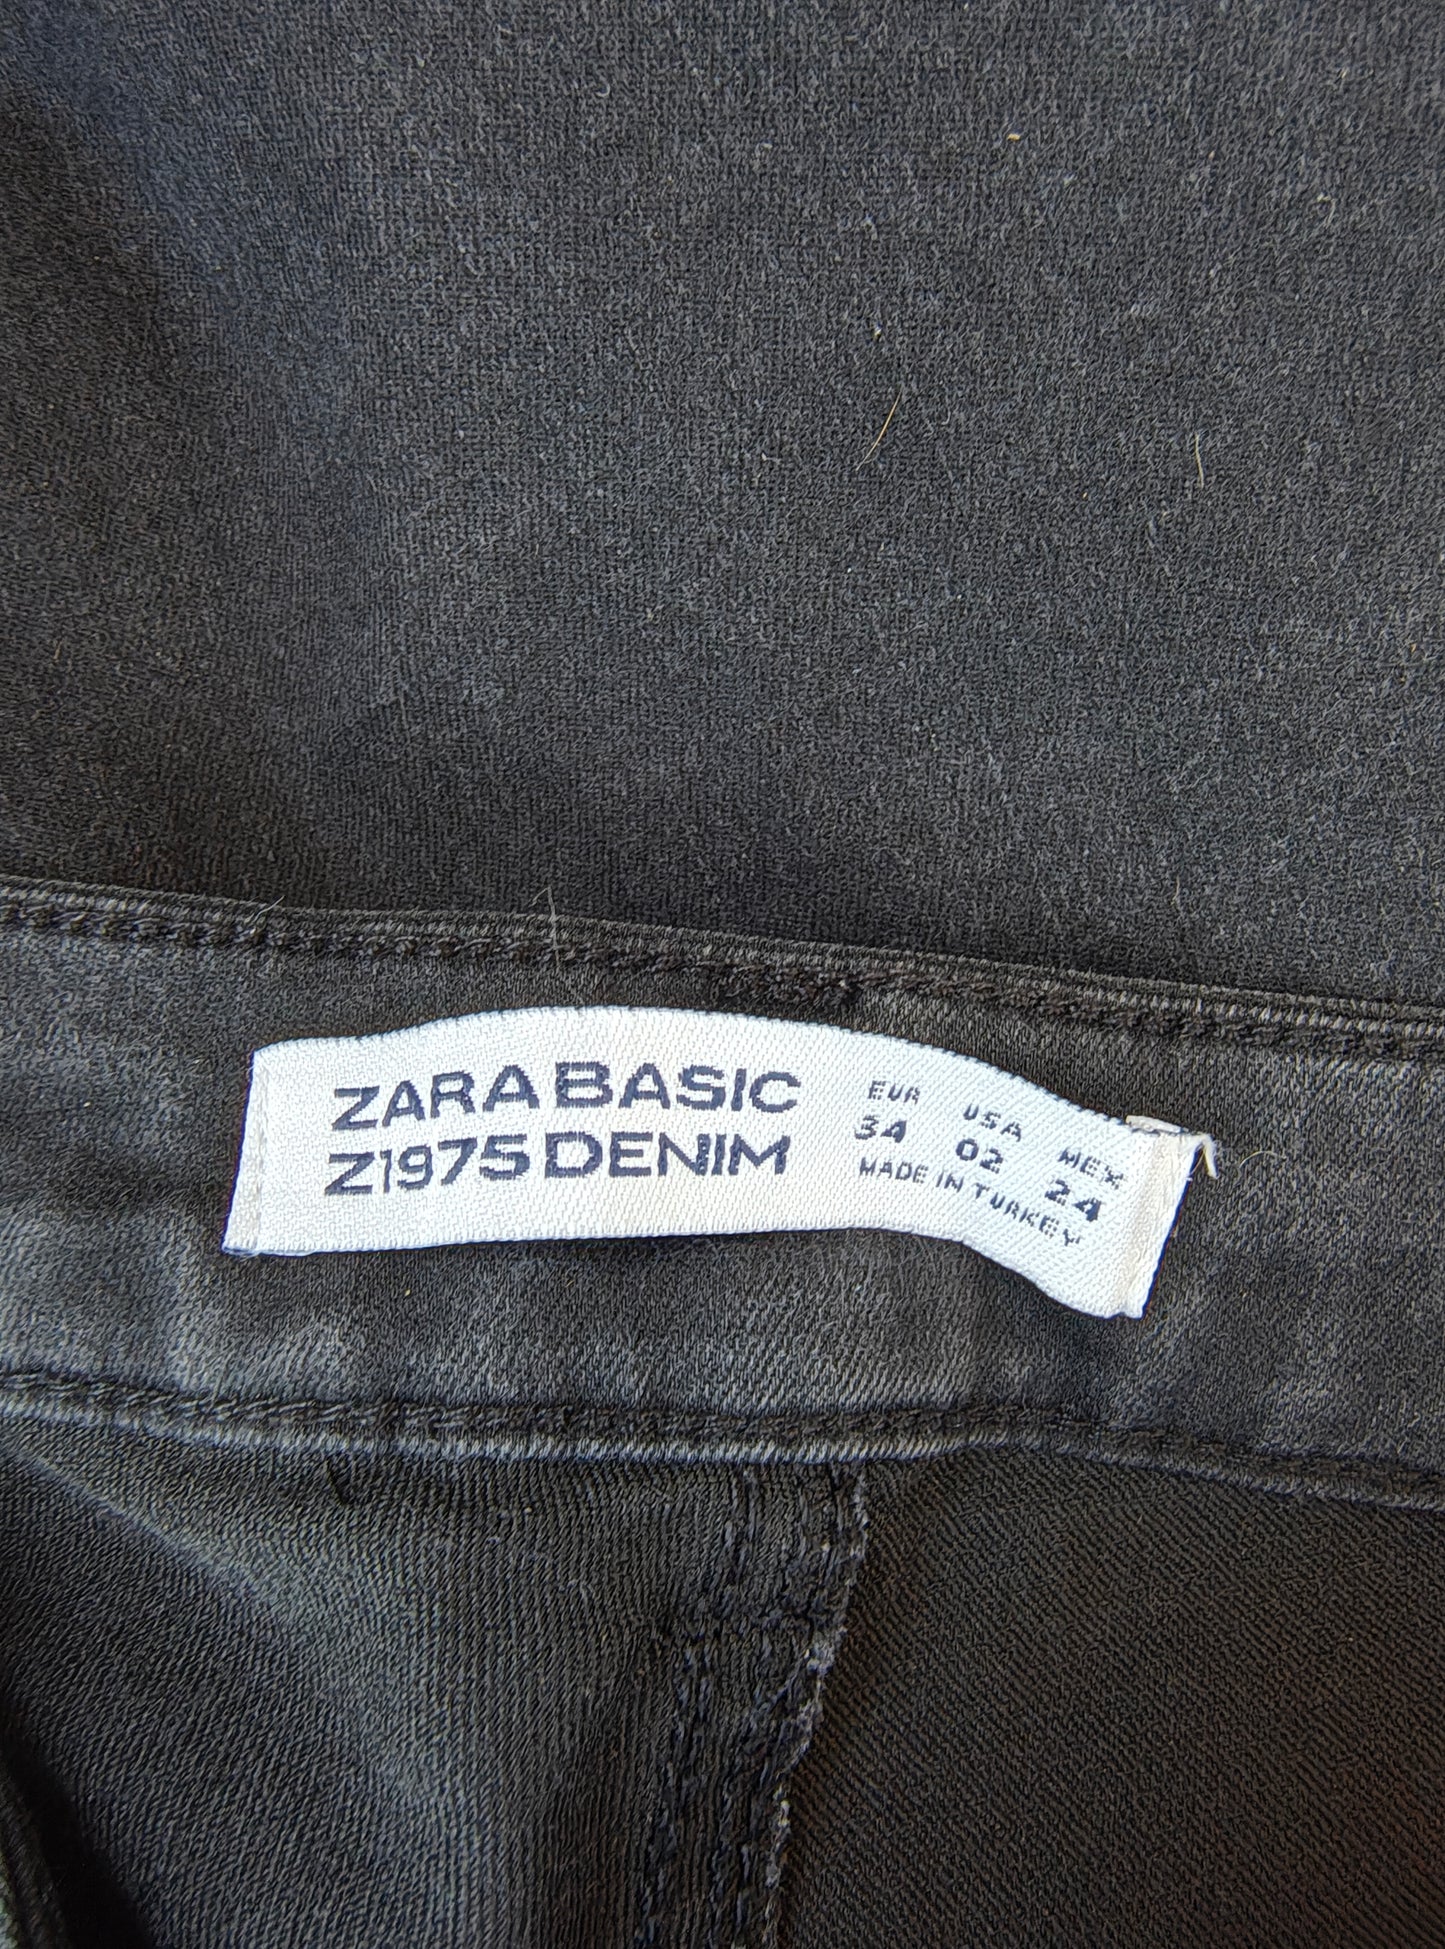 ZARA BASIC
Z1975 DENIM
EUR USA MEX
34 02 24
MADE IN TURKEY